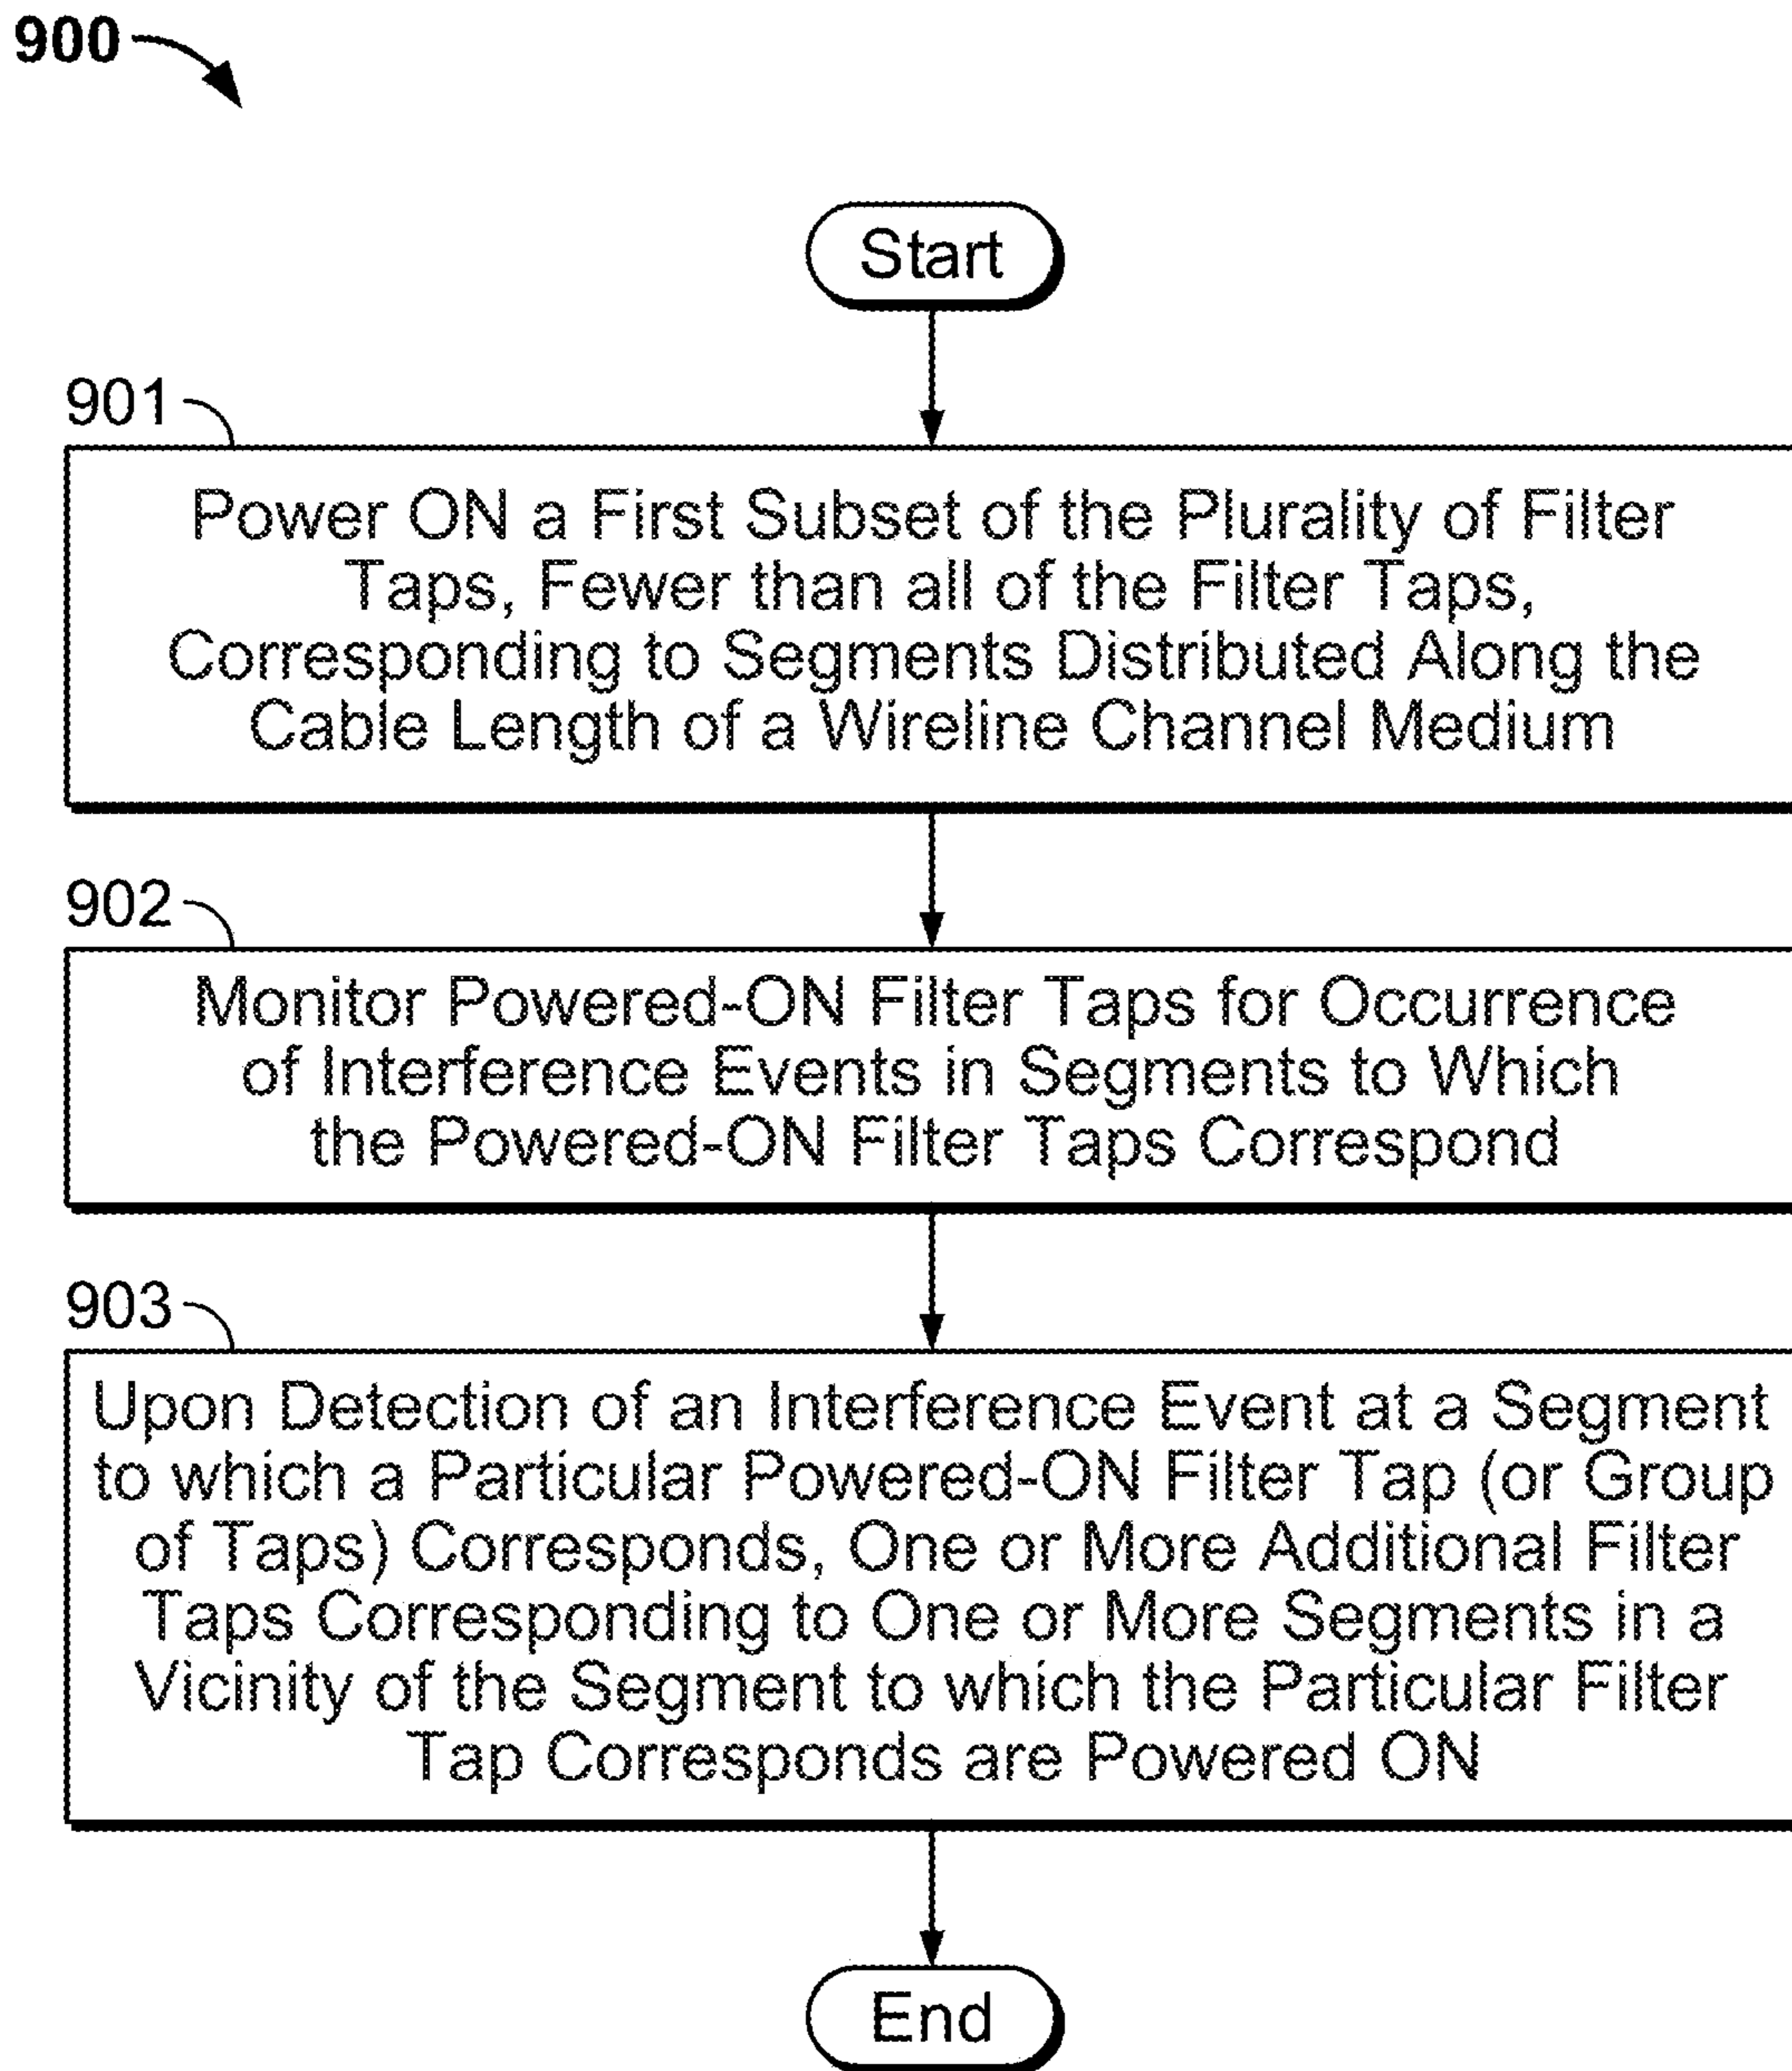 900
Start
901
Power ON a First Subset of the Plurality of Filter
Taps, Fewer than all of the Filter Taps,
Corresponding to Segments Distributed Along the
Cable Length of a Wireline Channel Medium
902
Monitor Powered-ON Filter Taps for Occurrence
of Interference Events in Segments to Which
the Powered-ON Filter Taps Correspond
903
Upon Detection of an Interference Event at a Segment
to which a Particular Powered-ON Filter Tap (or Group
of Taps) Corresponds, One or More Additional Filter
Taps Corresponding to One or More Segments in a
Vicinity of the Segment to which the Particular Filter
Tap Corresponds are Powered ON
End